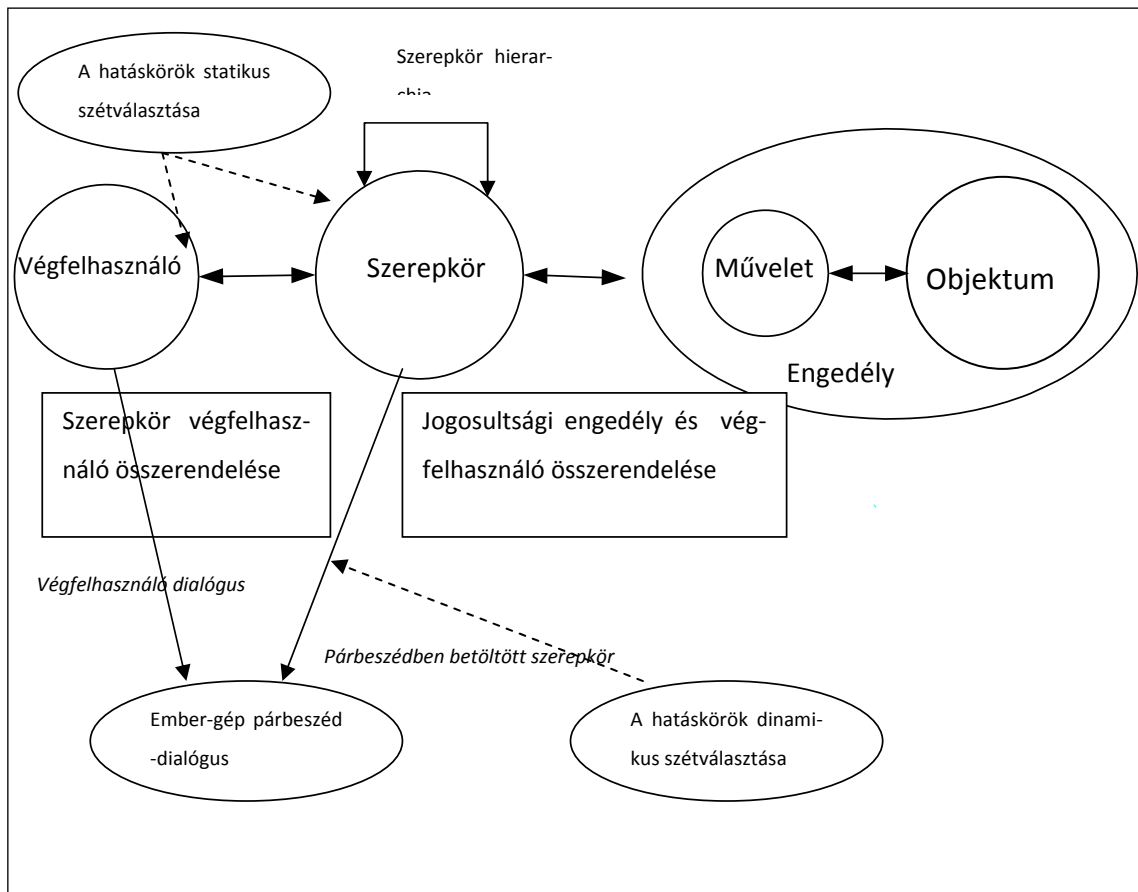 A hatáskörök statikus
szétválasztása
Szerepkör hierar-
chia
Végfelhasználó
Szerepkör
Művelet
Objektum
Engedély
Szerepkör végfelhasz-
náló összerendelése
Jogosultsági engedély és vég-
felhasználó összerendelése
Végfelhasználó dialógus
Párbeszédben betöltött szerepkör
Ember-gép párbeszéd
-dialógus
A hatáskörök dinami-
kus szétválasztása